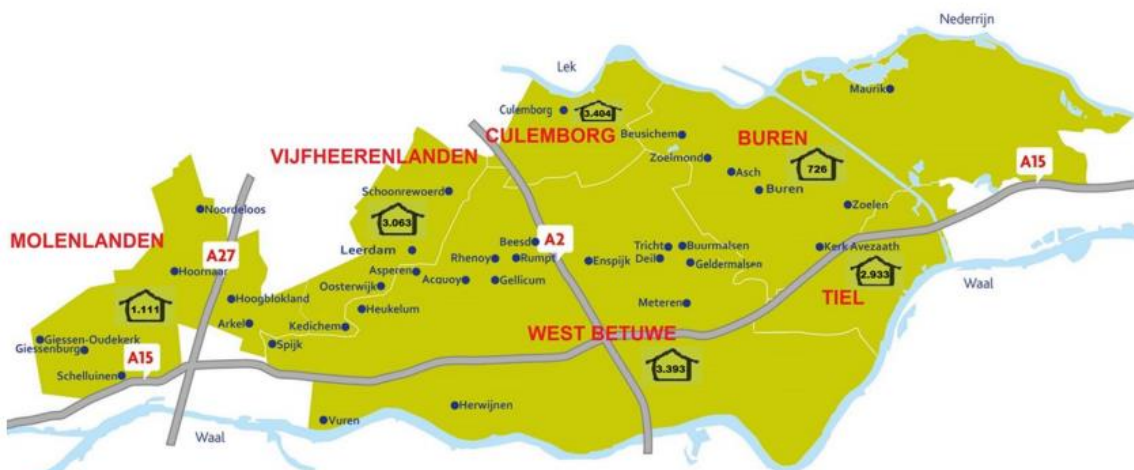 Nederrijn
Lek
Maurik
Culemborg
3.404
CULEMBORG
Beusichem
BUREN
VIJFHEERENLANDEN
Zoelmond
Asch
726
A15
Schoonrewoerd
Buren
Noordeloos
3.063
Zoelen
MOLENLANDEN
A27
Leerdam
Beesd
A2
Tricht
Buurmalsen
Kerk Avezaath
Hoornaar
Asperen
Rhenoy
Rumpt
Enspijk
Deil
Geldermalsen
2.933
Waal
Oosterwijk
Acquoy
Gellicum
TIEL
1.111
Hoogblokland
Heukelum
Meteren
Arkel
Kedichem
WEST BETUWE
Giessen-Oudekerk
Giessenburg
Spijk
A15
3.393
Schelluinen
Herwijnen
Vuren
Waal